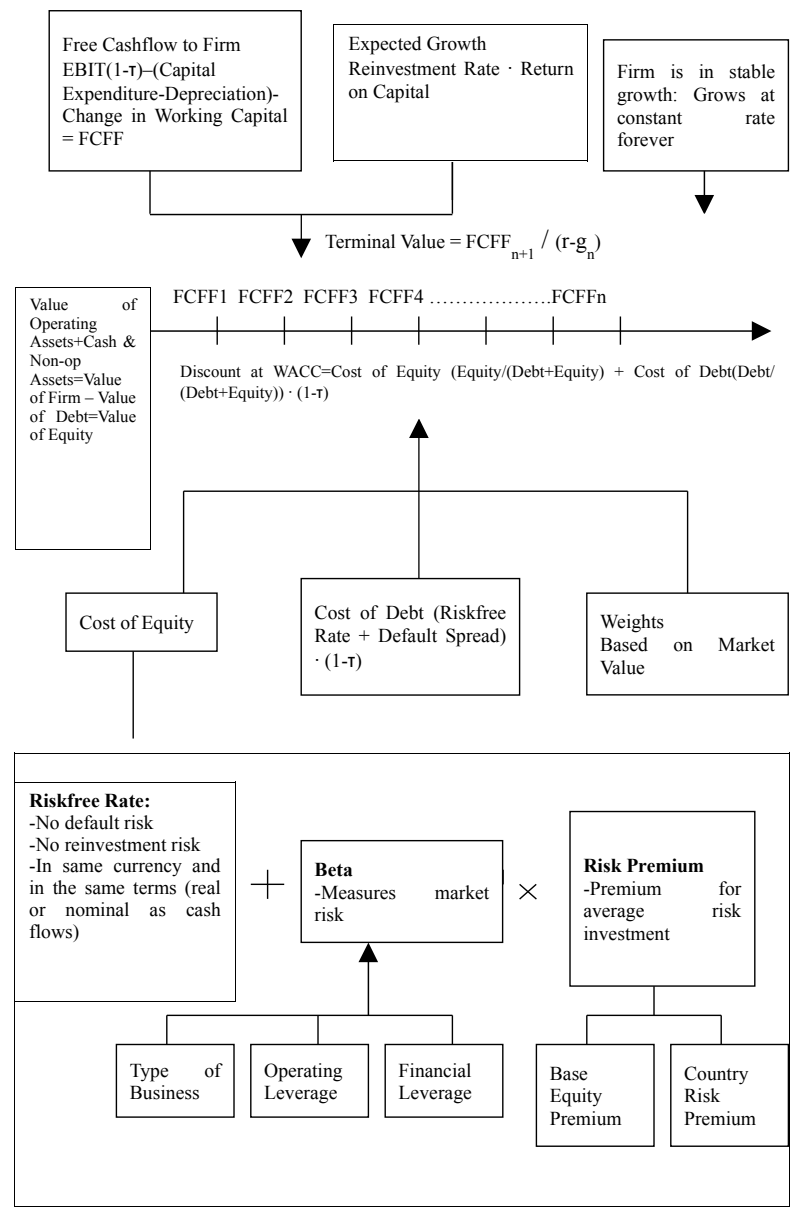 Free Cashflow to Firm
EBIT(1-τ)–(Capital
Expenditure-Depreciation)-
Change in Working Capital
= FCFF
Expected Growth
Reinvestment Rate · Return
on Capital
Firm is in stable
growth: Grows at
constant rate
forever
Terminal Value = FCFFn+1 / (r-gn)
FCFF1 FCFF2 FCFF3 FCFF4 …………………FCFFn
Value of
Operating
Assets+Cash &
Non-op
Assets=Value
of Firm – Value
of Debt=Value
of Equity
Discount at WACC=Cost of Equity (Equity/(Debt+Equity) + Cost of Debt(Debt/
(Debt+Equity)) · (1-τ)
Cost of Equity
Cost of Debt (Riskfree
Rate + Default Spread)
· (1-τ)
Weights
Based on Market
Value
Riskfree Rate:
-No default risk
-No reinvestment risk
-In same currency and
in the same terms (real
or nominal as cash
flows)
+
Beta
-Measures market
risk
×
Risk Premium
-Premium for
average risk
investment
Type of
Business
Operating
Leverage
Financial
Leverage
Base
Equity
Premium
Country
Risk
Premium